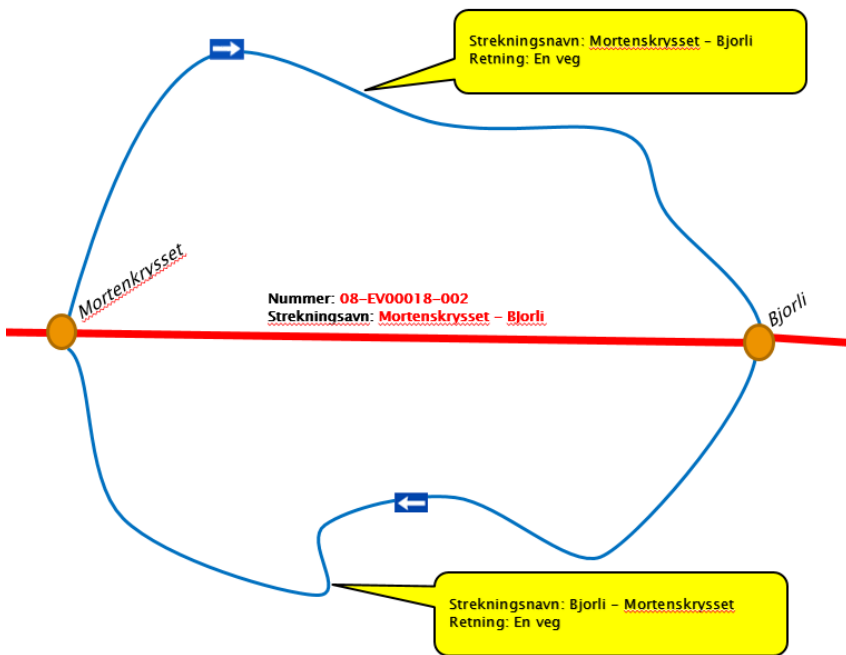 Strekningsnavn: Mortenskrysset – Bjorli
Retning: En veg
Mortenkrysset
Nummer: 08-EV00018-002
Strekningsavn: Mortenskrysset – Bjorli
Bjorli
Strekningsnavn: Bjorli – Mortenskrysset
Retning: En veg